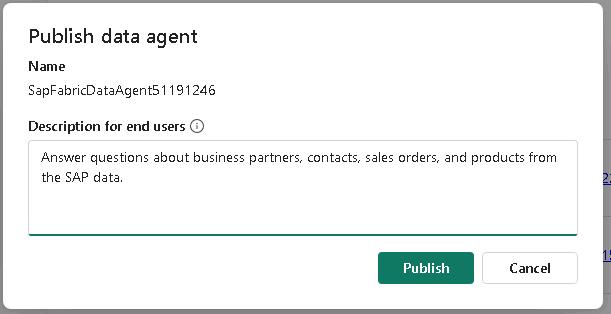 Publish data agent
Name
SapFabricDataAgent51191246
Description for end users
Answer questions about business partners, contacts, sales orders, and products from
the SAP data.
Publish
Cancel